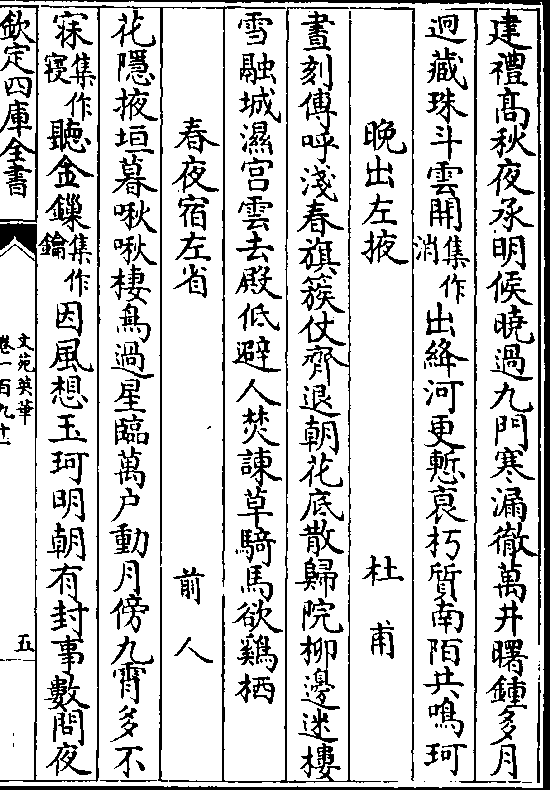 建禮髙秋夜承明候曉過九門寒漏徹萬井曙鐘多月
迥藏珠斗雲開集作消出絳河更慙衰朽質南陌共鳴珂
晚出左掖 杜甫
晝刻傳呼淺春旗簇仗齊退朝花底散歸院柳邊迷樓
雪融城濕宫雲去殿低避人焚諫草騎馬欲鷄栖
春夜宿左省 前人
花隱掖垣暮啾啾棲鳥過星臨萬户動月傍九霄多不
寐集作寢聽金鏁集作鑰因風想玉珂明朝有封事數問夜
欽定四庫全書
文苑英華
卷一百九十一
五